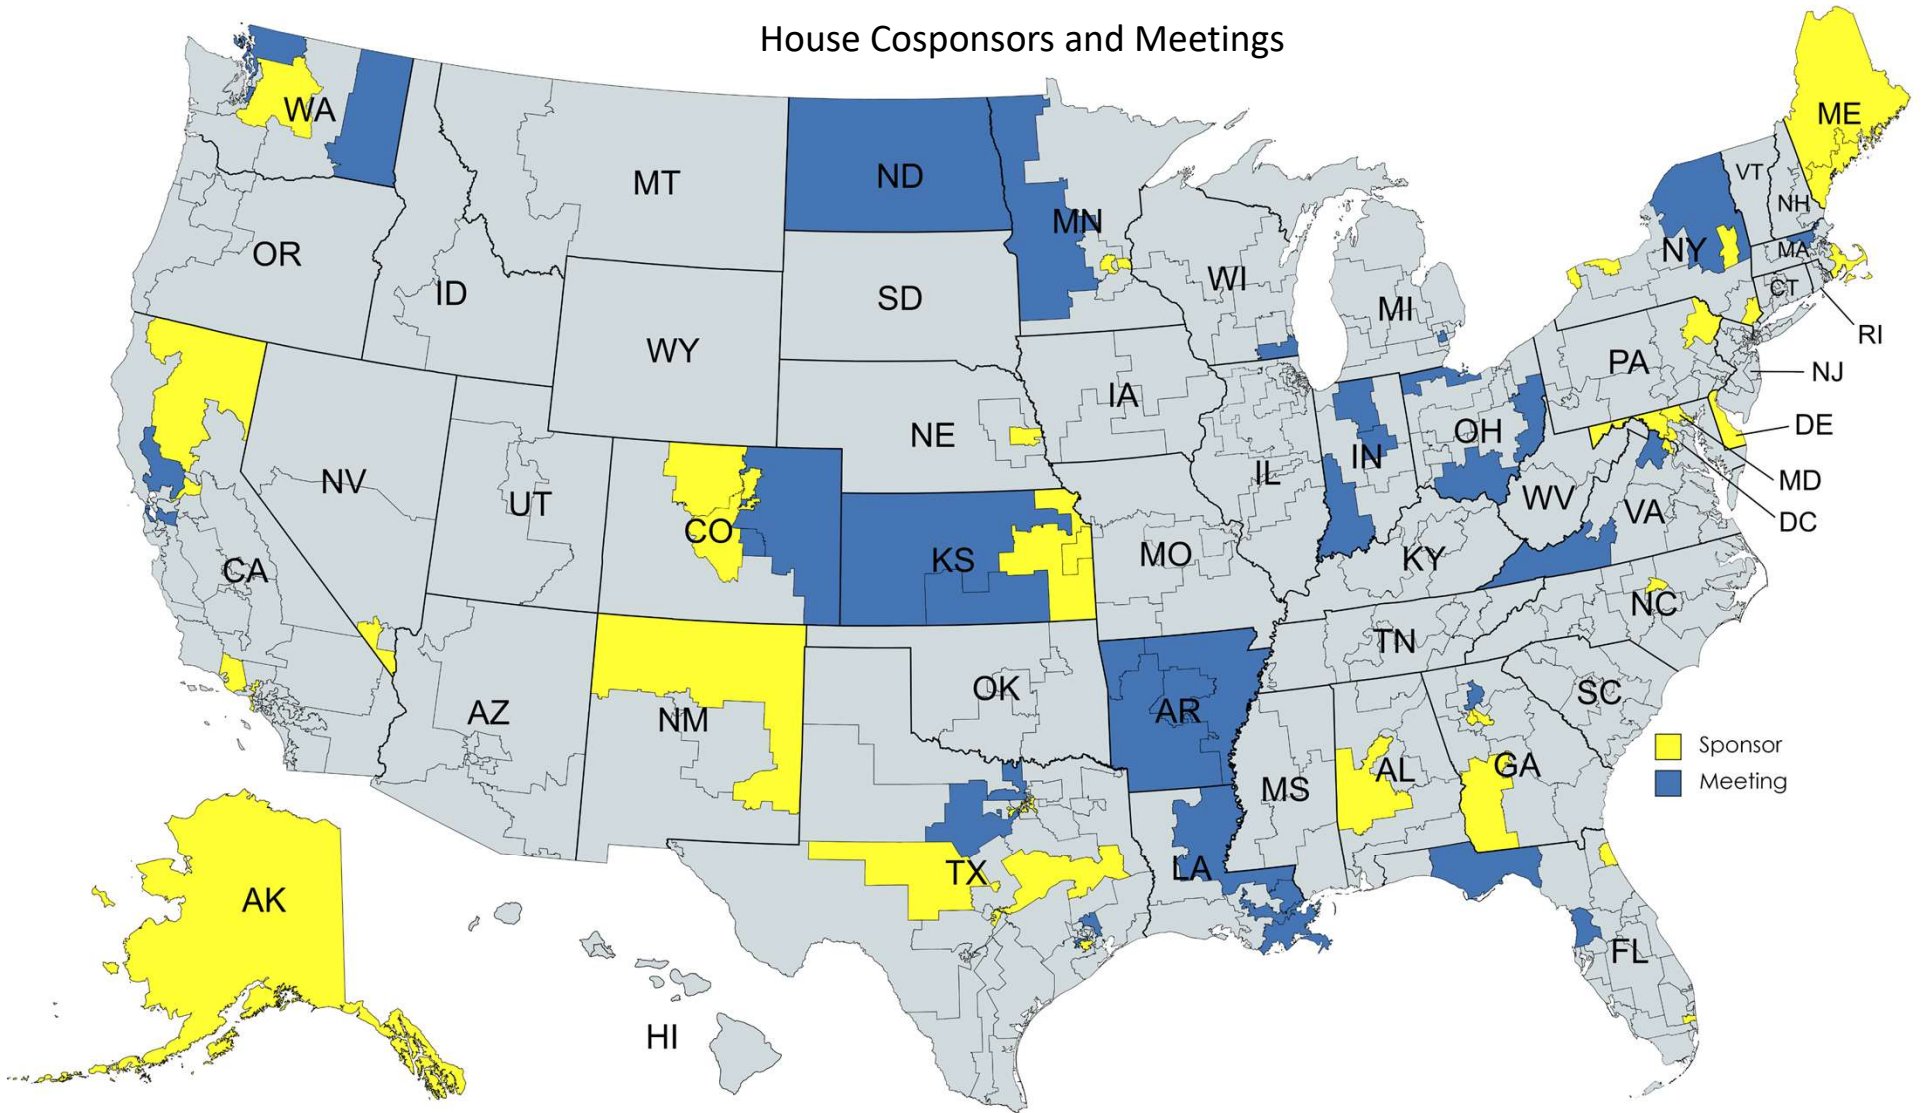 House Cosponsors and Meetings
WA
MT
ND
MN
ME
VT
NH
NY
MA
CT
RI
OR
ID
SD
WI
MI
WY
IA
PA
NJ
NE
DE
NV
UT
CO
KS
MO
IL
IN
OH
WV
VA
MD
DC
CA
KY
NC
TN
AZ
NM
OK
AR
SC
MS
AL
GA
Sponsor
Meeting
TX
LA
FL
AK
HI